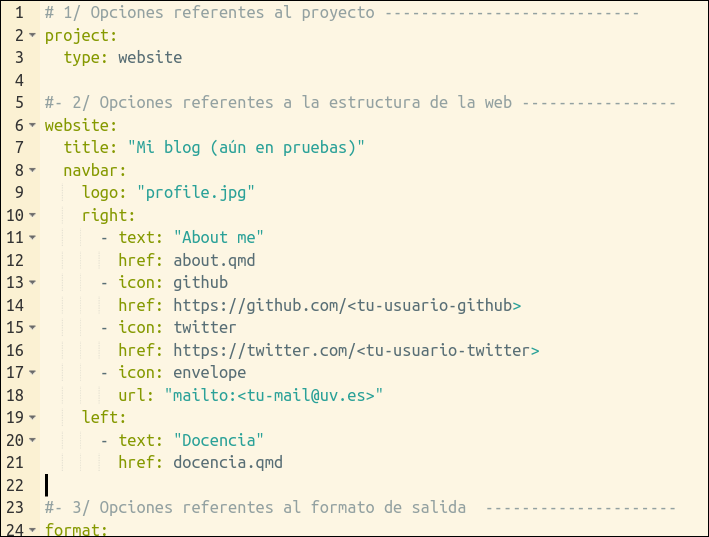 1 # 1/ Opciones referentes al proyecto ----------------------------
2 project:
3   type: website
4
5 #- 2/ Opciones referentes a la estructura de la web -----------------
6 website:
7   title: "Mi blog (aún en pruebas)"
8   navbar:
9     logo: "profile.jpg"
10     right:
11       - text: "About me"
12         href: about.qmd
13       - icon: github
14         href: https://github.com/<tu-usuario-github>
15       - icon: twitter
16         href: https://twitter.com/<tu-usuario-twitter>
17       - icon: envelope
18         url: "mailto:<tu-mail@uv.es>"
19     left:
20       - text: "Docencia"
21         href: docencia.qmd
22
23 #- 3/ Opciones referentes al formato de salida  ---------------------
24 format: